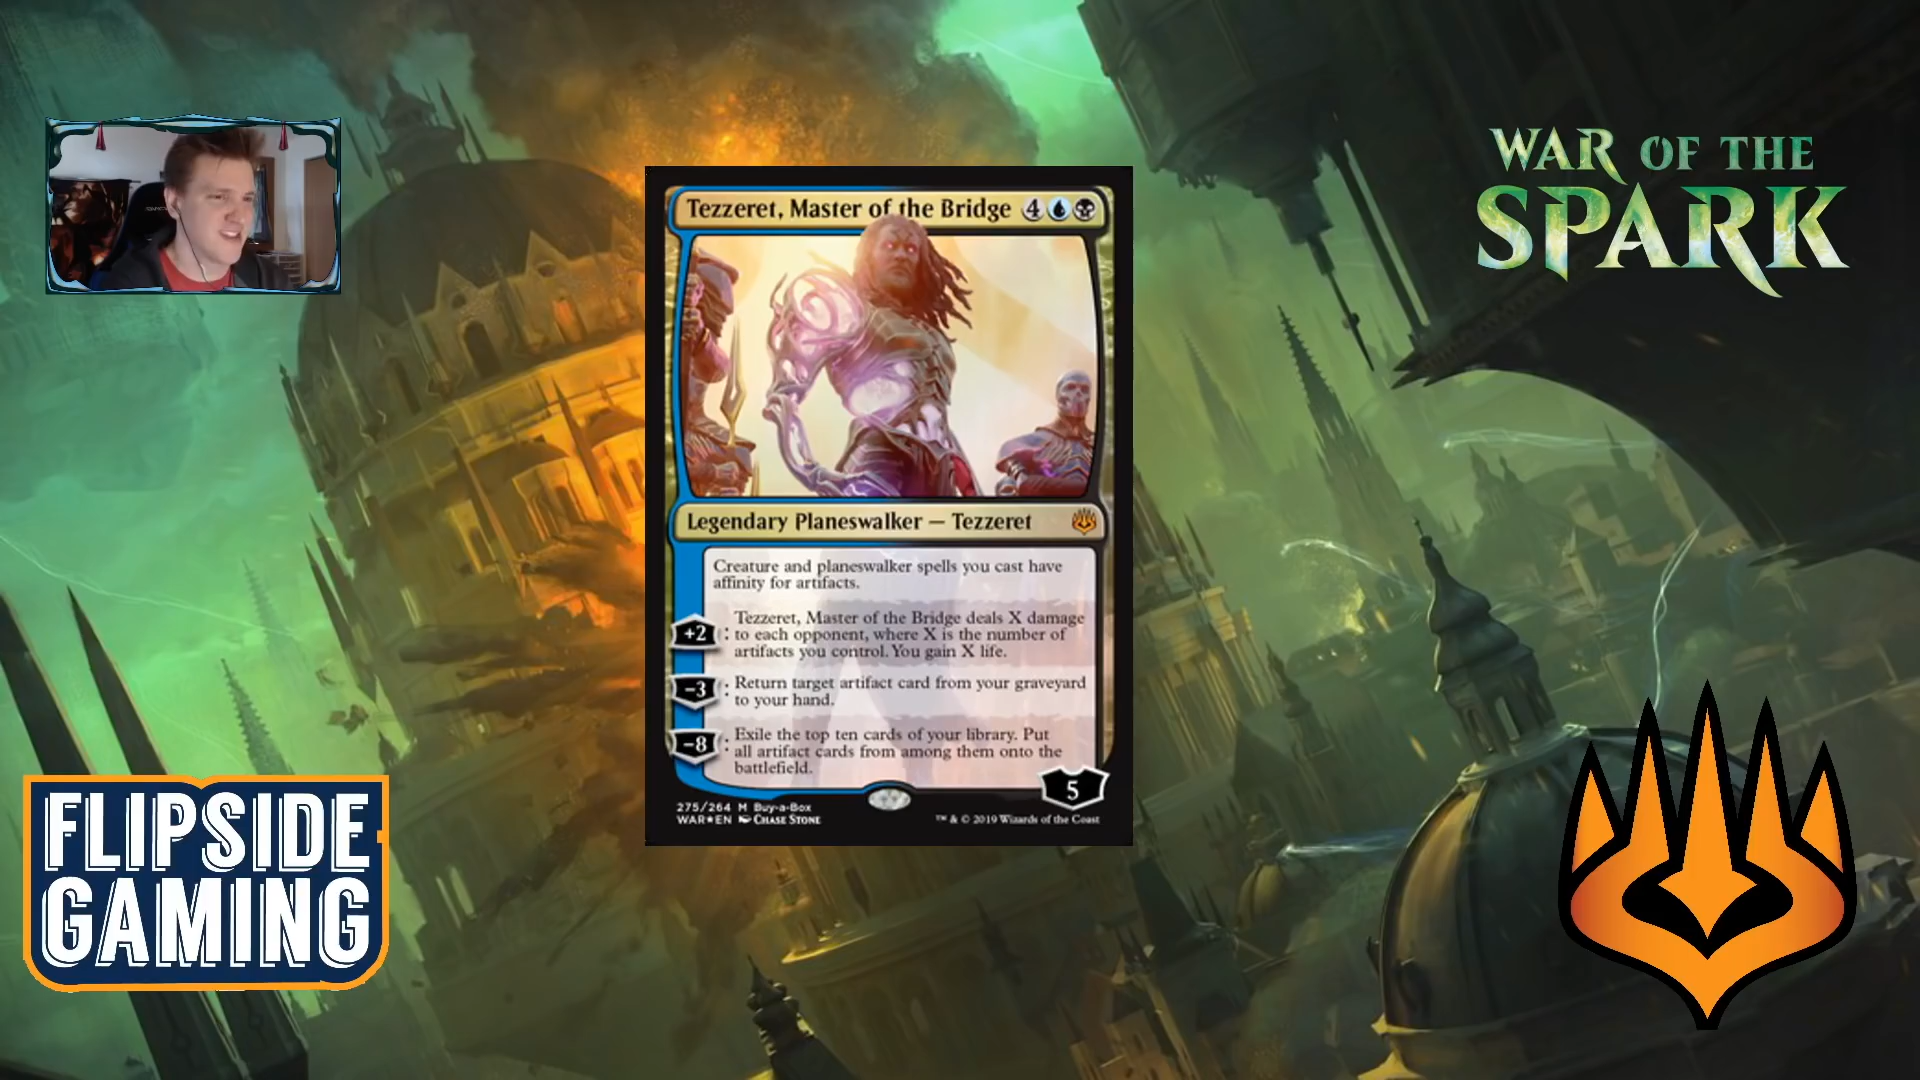 WAR OF THE
SPARK
Tezzeret, Master of the Bridge 4
Legendary Planeswalker — Tezzeret
Creature and planeswalker spells you cast have
affinity for artifacts.
+2: Tezzeret, Master of the Bridge deals X damage
to each opponent, where X is the number of
artifacts you control. You gain X life.
-3: Return target artifact card from your graveyard
to your hand.
-8: Exile the top ten cards of your library. Put
all artifact cards from among them onto the
battlefield.
5
275/264 M Buy-a-Box
WAR★EN CHASE STONE
™ & © 2019 Wizards of the Coast
FLIPSIDE
GAMING